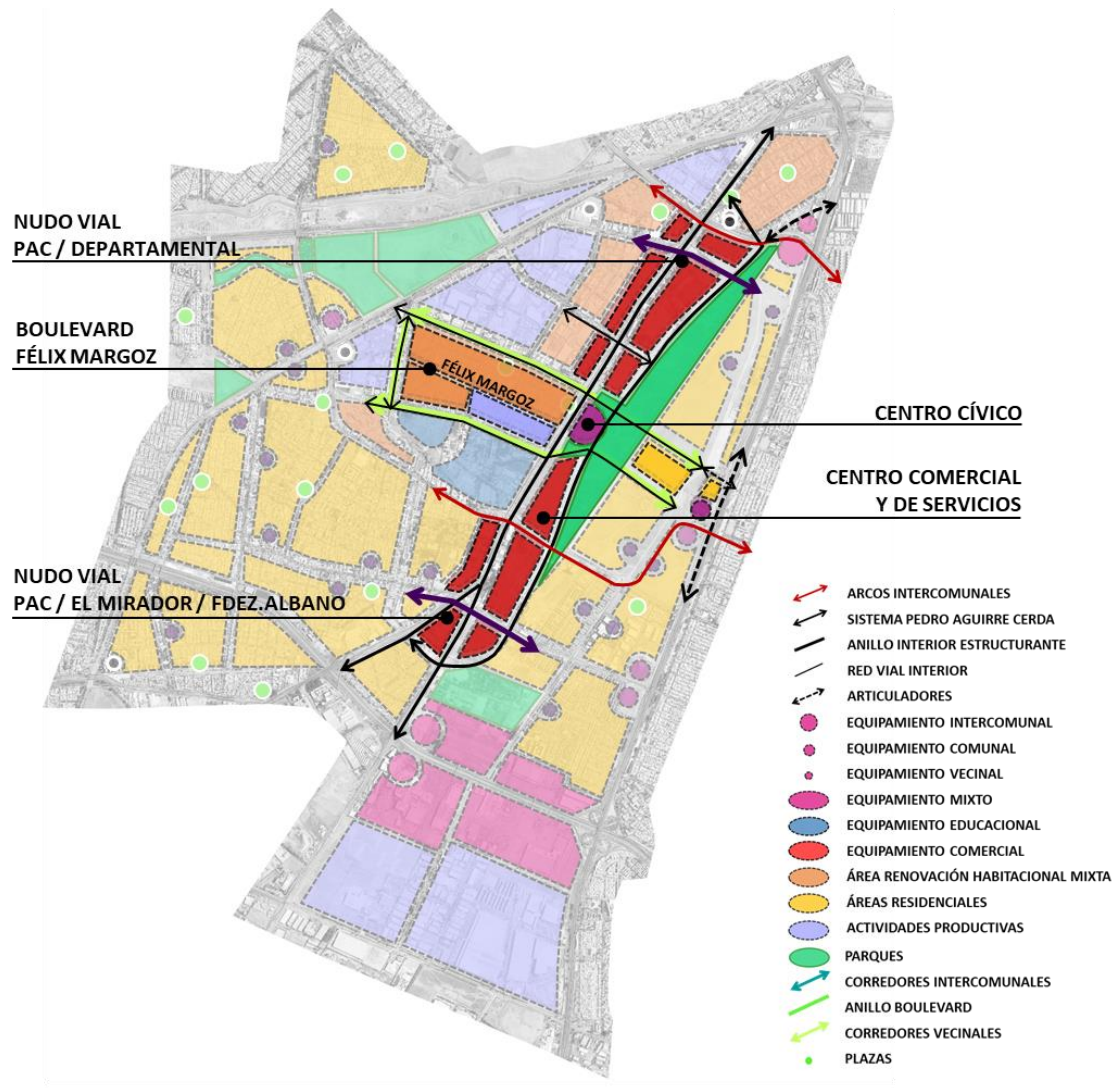 NUDO VIAL
PAC / DEPARTAMENTAL
BOULEVARD
FÉLIX MARGOZ
FÉLIX MARGOZ
CENTRO CÍVICO
CENTRO COMERCIAL
Y DE SERVICIOS
NUDO VIAL
PAC / EL MIRADOR / FDEZ.ALBANO
ARCOS INTERCOMUNALES
SISTEMA PEDRO AGUIRRE CERDA
ANILLO INTERIOR ESTRUCTURANTE
RED VIAL INTERIOR
ARTICULADORES
EQUIPAMIENTO INTERCOMUNAL
EQUIPAMIENTO COMUNAL
EQUIPAMIENTO VECINAL
EQUIPAMIENTO MIXTO
EQUIPAMIENTO EDUCACIONAL
EQUIPAMIENTO COMERCIAL
ÁREA RENOVACIÓN HABITACIONAL MIXTA
ÁREAS RESIDENCIALES
ACTIVIDADES PRODUCTIVAS
PARQUES
CORREDORES INTERCOMUNALES
ANILLO BOULEVARD
CORREDORES VECINALES
PLAZAS